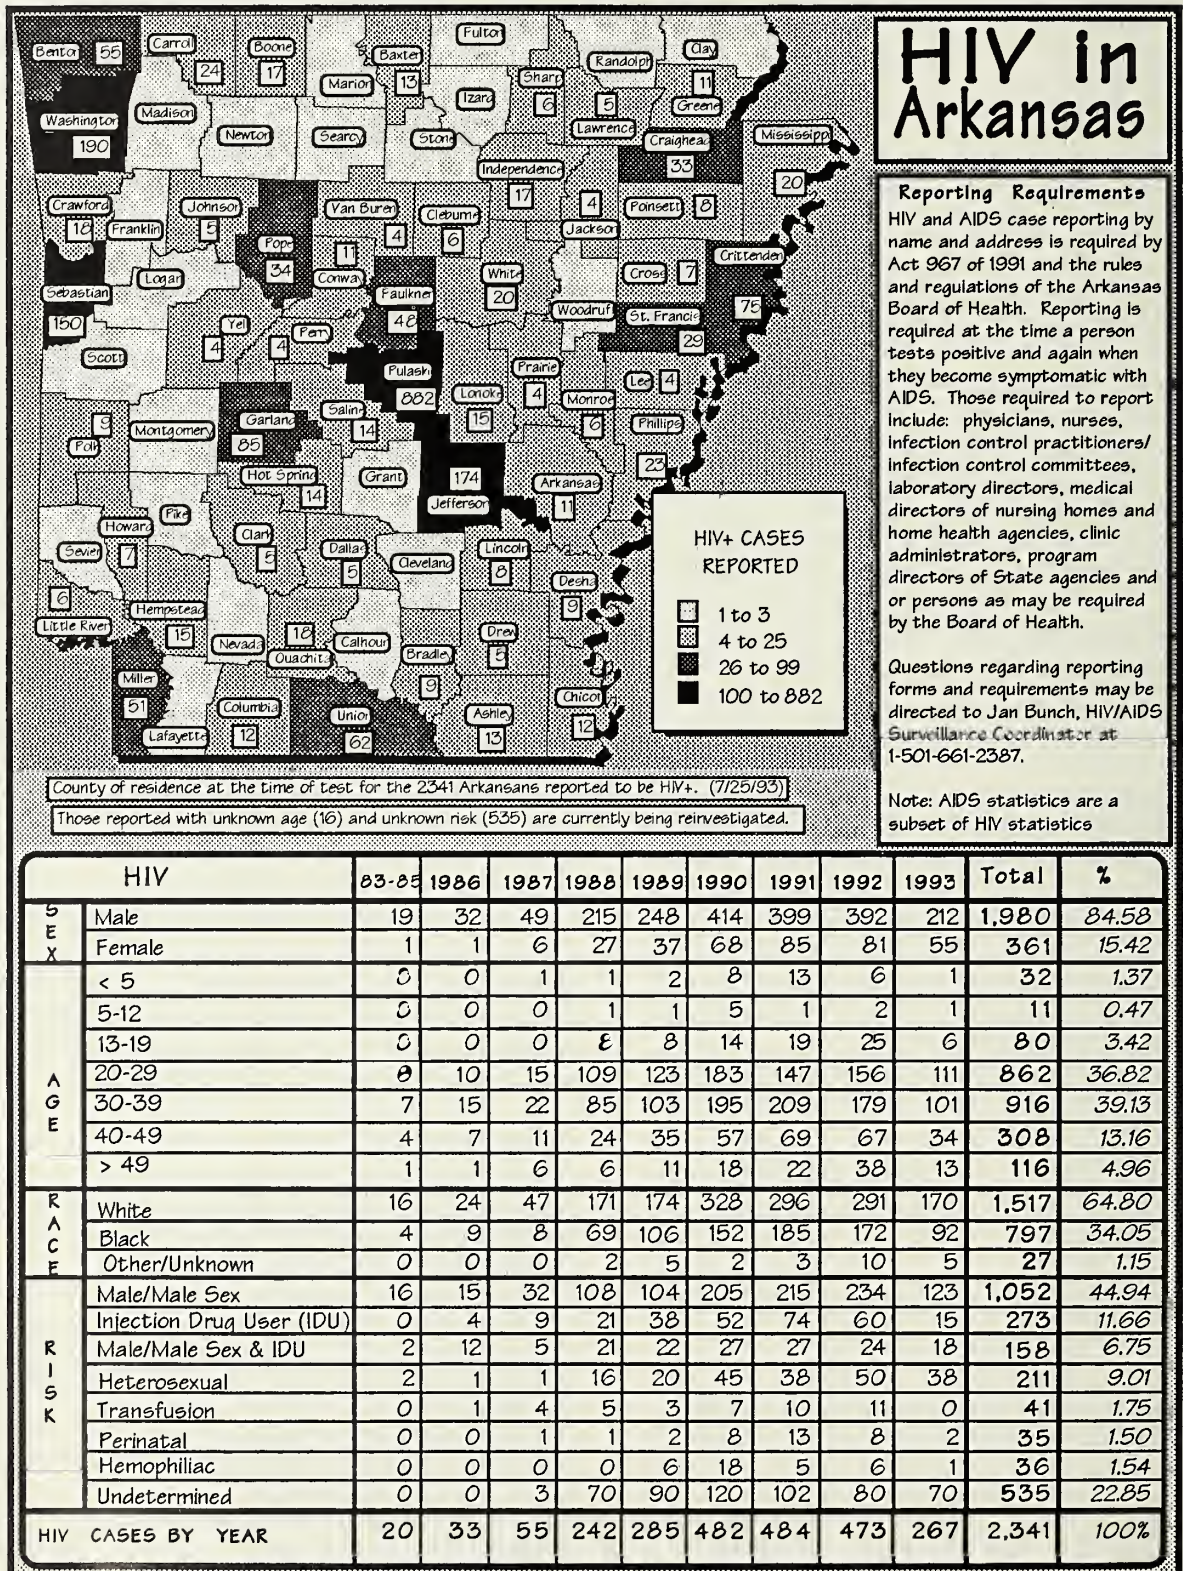 HIV in
Arkansas
Benton 55
Carroll
24
Boone
17
Marion
Baxter
13
Fulton
Izard
Sharp
6
Randolph
5
Lawrence
Clay
11
Greene
Washington
190
Madison
Newton
Searcy
Stone
Independence
17
Craighead
33
Mississippi
20
Crawford
18
Franklin
Johnson
5
Pope
34
Van Buren
4
Cleburne
6
4
Jackson
Poinsett 8
Logan
11
Conway
Faulkner
48
White
20
Woodruff
Cross 7
Crittenden
75
St. Francis
29
Sebastian
150
Scott
Yell
4
Perry
4
Pulaski
882
Lonoke
15
Prairie
4
Monroe
6
Lee 4
Phillips
23
9
Polk
Montgomery
Garland
85
Saline
14
Hot Spring
14
Grant
174
Jefferson
Arkansas
11
Howard
7
Pike
Clark
5
Dallas
5
Cleveland
Lincoln
8
Desha
9
Sevier
6
Little River
Hempstead
15
Nevada
18
Ouachita
Calhoun
Bradley
9
Drew
5
Miller
51
Lafayette
Columbia
12
Union
62
Ashley
13
Chicot
12
HIV+ CASES
REPORTED
1 to 3
4 to 25
26 to 99
100 to 882
County of residence at the time of test for the 2341 Arkansans reported to be HIV+. (7/25/93)
Those reported with unknown age (16) and unknown risk (535) are currently being reinvestigated.
Reporting Requirements
HIV and AIDS case reporting by
name and address is required by
Act 967 of 1991 and the rules
and regulations of the Arkansas
Board of Health. Reporting is
required at the time a person
tests positive and again when
they become symptomatic with
AIDS. Those required to report
include: physicians, nurses,
infection control practitioners/
infection control committees,
laboratory directors, medical
directors of nursing homes and
home health agencies, clinic
administrators, program
directors of State agencies and
or persons as may be required
by the Board of Health.
Questions regarding reporting
forms and requirements may be
directed to Jan Bunch, HIV/AIDS
Surveillance Coordinator at
1-501-661-2387.
Note: AIDS statistics are a
subset of HIV statistics
HIV 83-85 1986 1987 1988 1989 1990 1991 1992 1993 Total %
SEX
Male 19 32 49 215 248 414 399 392 212 1,980 84.58
Female 1 1 6 27 37 68 85 81 55 361 15.42
AGE
< 5 0 0 1 1 2 8 13 6 1 32 1.37
5-12 0 0 0 1 1 5 1 2 1 11 0.47
13-19 0 0 0 8 8 14 19 25 6 80 3.42
20-29 8 10 15 109 123 183 147 156 111 862 36.82
30-39 7 15 22 85 103 195 209 179 101 916 39.13
40-49 4 7 11 24 35 57 69 67 34 308 13.16
> 49 1 1 6 6 11 18 22 38 13 116 4.96
RACE
White 16 24 47 171 174 328 296 291 170 1,517 64.80
Black 4 9 8 69 106 152 185 172 92 797 34.05
Other/Unknown 0 0 0 2 5 2 3 10 5 27 1.15
RISK
Male/Male Sex 16 15 32 108 104 205 215 234 123 1,052 44.94
Injection Drug User (IDU) 0 4 9 21 38 52 74 60 15 273 11.66
Male/Male Sex & IDU 2 12 5 21 22 27 27 24 18 158 6.75
Heterosexual 2 1 1 16 20 45 38 50 38 211 9.01
Transfusion 0 1 4 5 3 7 10 11 0 41 1.75
Perinatal 0 0 1 1 2 8 13 8 2 35 1.50
Hemophiliac 0 0 0 0 6 18 5 6 1 36 1.54
Undetermined 0 0 3 70 90 120 102 80 70 535 22.85
HIV CASES BY YEAR 20 33 55 242 285 482 484 473 267 2,341 100%